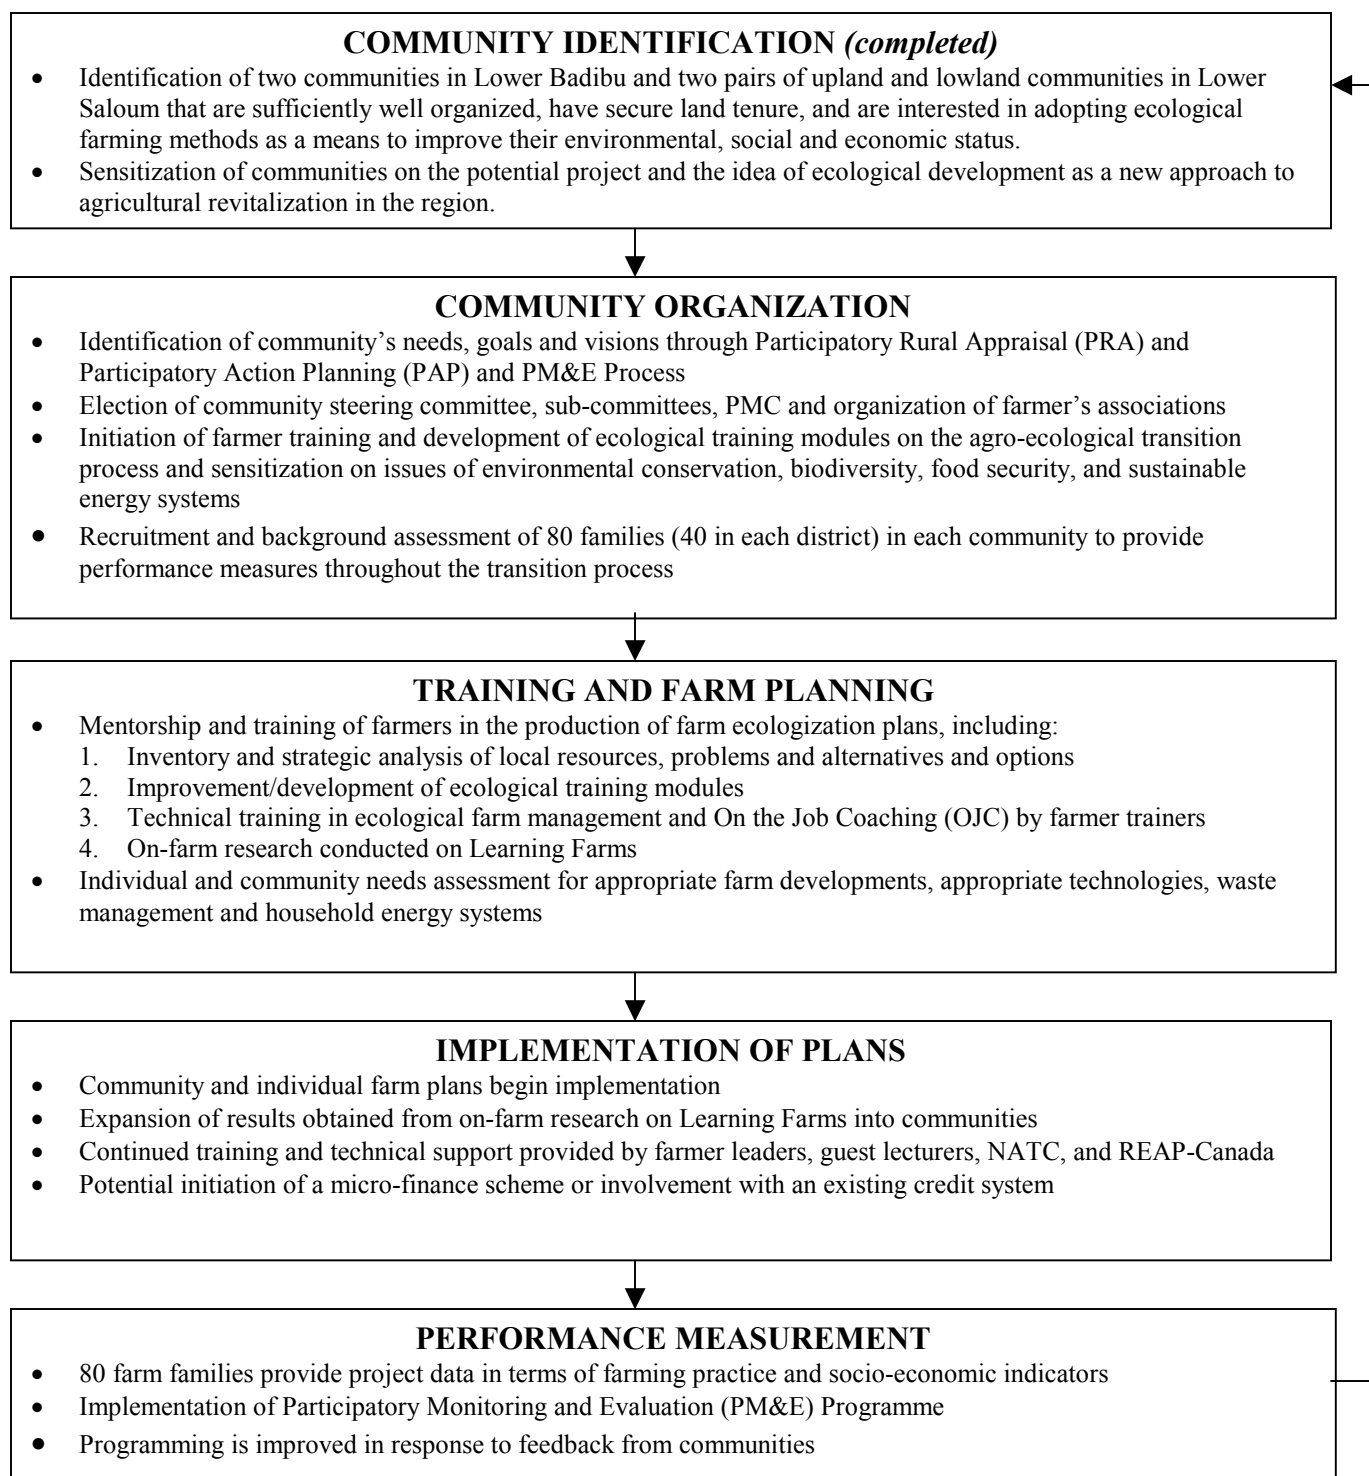 COMMUNITY IDENTIFICATION (completed)
• Identification of two communities in Lower Badibu and two pairs of upland and lowland communities in Lower
Saloum that are sufficiently well organized, have secure land tenure, and are interested in adopting ecological
farming methods as a means to improve their environmental, social and economic status.
• Sensitization of communities on the potential project and the idea of ecological development as a new approach to
agricultural revitalization in the region.
COMMUNITY ORGANIZATION
• Identification of community’s needs, goals and visions through Participatory Rural Appraisal (PRA) and
Participatory Action Planning (PAP) and PM&E Process
• Election of community steering committee, sub-committees, PMC and organization of farmer’s associations
• Initiation of farmer training and development of ecological training modules on the agro-ecological transition
process and sensitization on issues of environmental conservation, biodiversity, food security, and sustainable
energy systems
• Recruitment and background assessment of 80 families (40 in each district) in each community to provide
performance measures throughout the transition process
TRAINING AND FARM PLANNING
• Mentorship and training of farmers in the production of farm ecologization plans, including:
1. Inventory and strategic analysis of local resources, problems and alternatives and options
2. Improvement/development of ecological training modules
3. Technical training in ecological farm management and On the Job Coaching (OJC) by farmer trainers
4. On-farm research conducted on Learning Farms
• Individual and community needs assessment for appropriate farm developments, appropriate technologies, waste
management and household energy systems
IMPLEMENTATION OF PLANS
• Community and individual farm plans begin implementation
• Expansion of results obtained from on-farm research on Learning Farms into communities
• Continued training and technical support provided by farmer leaders, guest lecturers, NATC, and REAP-Canada
• Potential initiation of a micro-finance scheme or involvement with an existing credit system
PERFORMANCE MEASUREMENT
• 80 farm families provide project data in terms of farming practice and socio-economic indicators
• Implementation of Participatory Monitoring and Evaluation (PM&E) Programme
• Programming is improved in response to feedback from communities